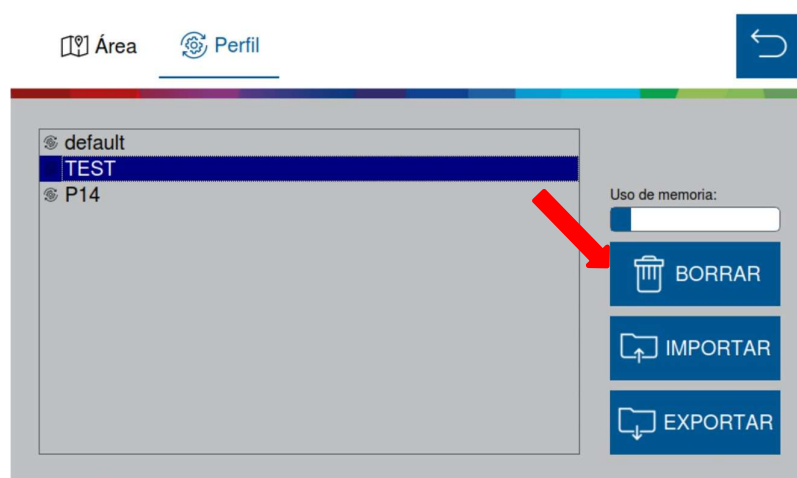 Área
Perfil
default
TEST
P14
Uso de memoria:
BORRAR
IMPORTAR
EXPORTAR